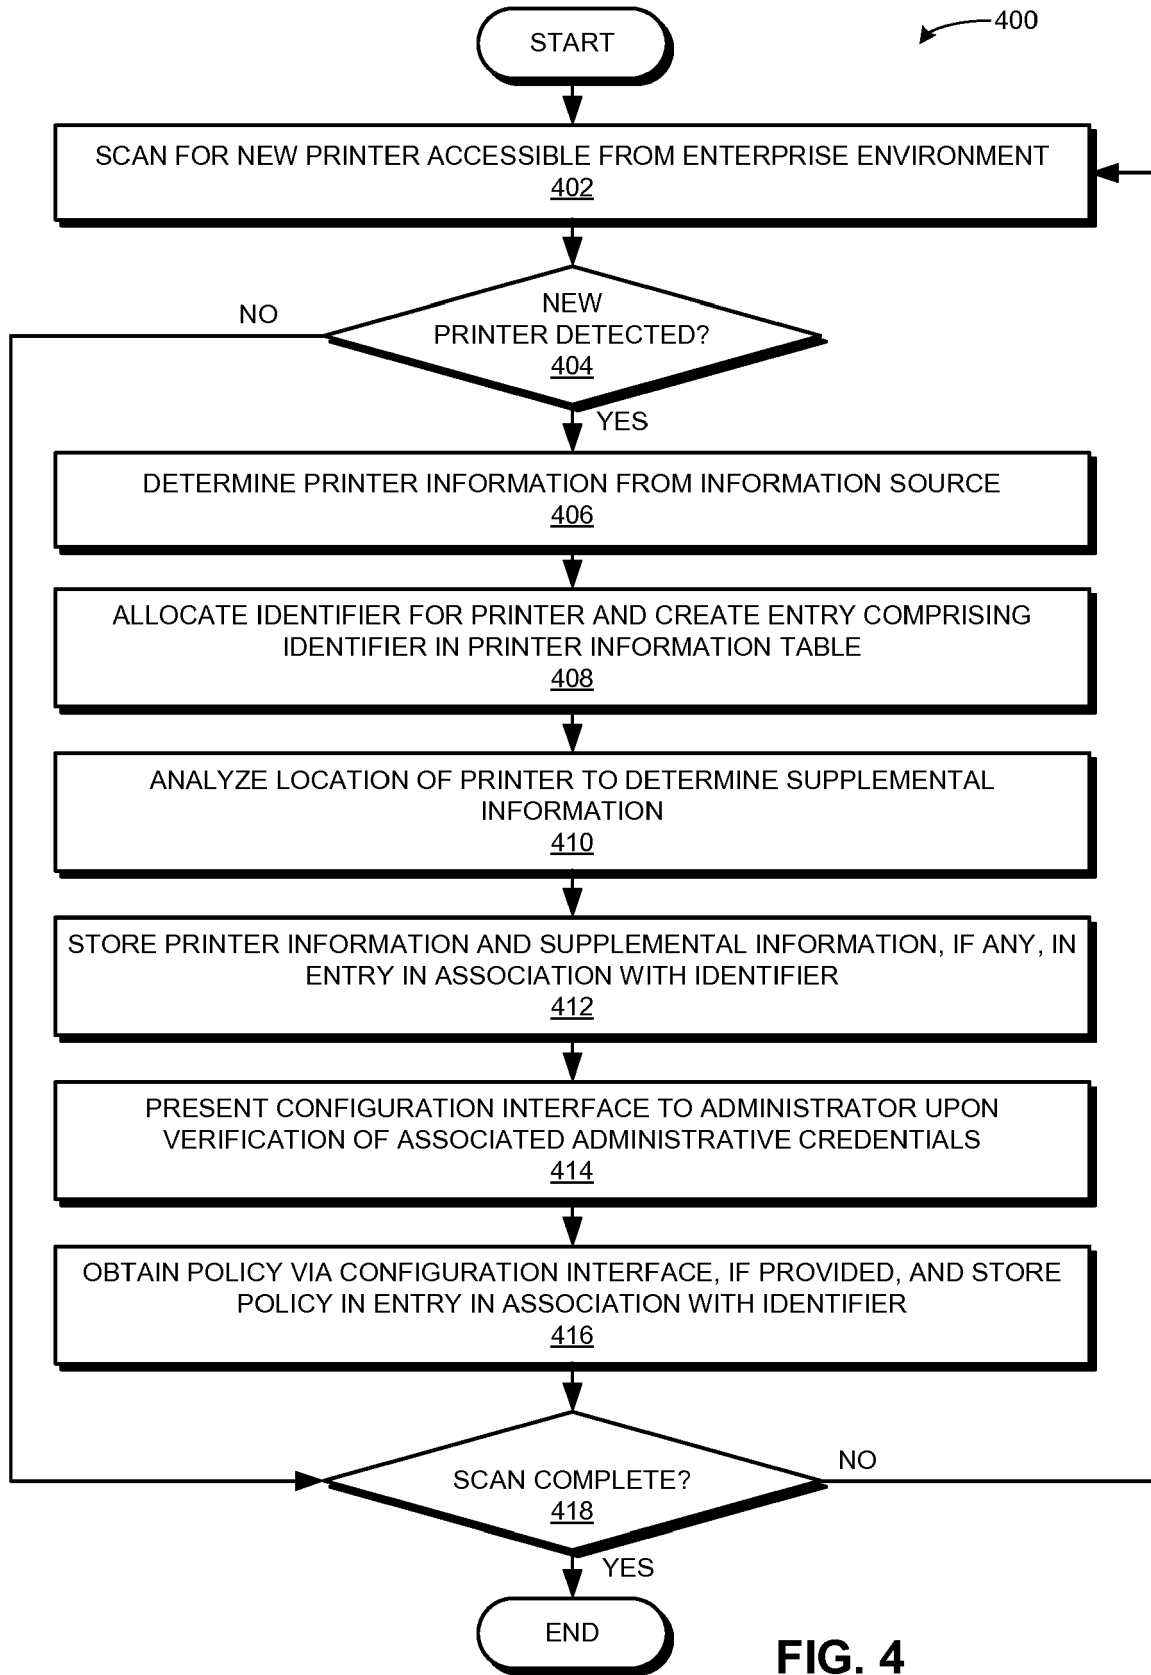 START
400
SCAN FOR NEW PRINTER ACCESSIBLE FROM ENTERPRISE ENVIRONMENT
402
NO
NEW
PRINTER DETECTED?
404
YES
DETERMINE PRINTER INFORMATION FROM INFORMATION SOURCE
406
ALLOCATE IDENTIFIER FOR PRINTER AND CREATE ENTRY COMPRISING
IDENTIFIER IN PRINTER INFORMATION TABLE
408
ANALYZE LOCATION OF PRINTER TO DETERMINE SUPPLEMENTAL
INFORMATION
410
STORE PRINTER INFORMATION AND SUPPLEMENTAL INFORMATION, IF ANY, IN
ENTRY IN ASSOCIATION WITH IDENTIFIER
412
PRESENT CONFIGURATION INTERFACE TO ADMINISTRATOR UPON
VERIFICATION OF ASSOCIATED ADMINISTRATIVE CREDENTIALS
414
OBTAIN POLICY VIA CONFIGURATION INTERFACE, IF PROVIDED, AND STORE
POLICY IN ENTRY IN ASSOCIATION WITH IDENTIFIER
416
SCAN COMPLETE?
418
NO
YES
END
FIG. 4